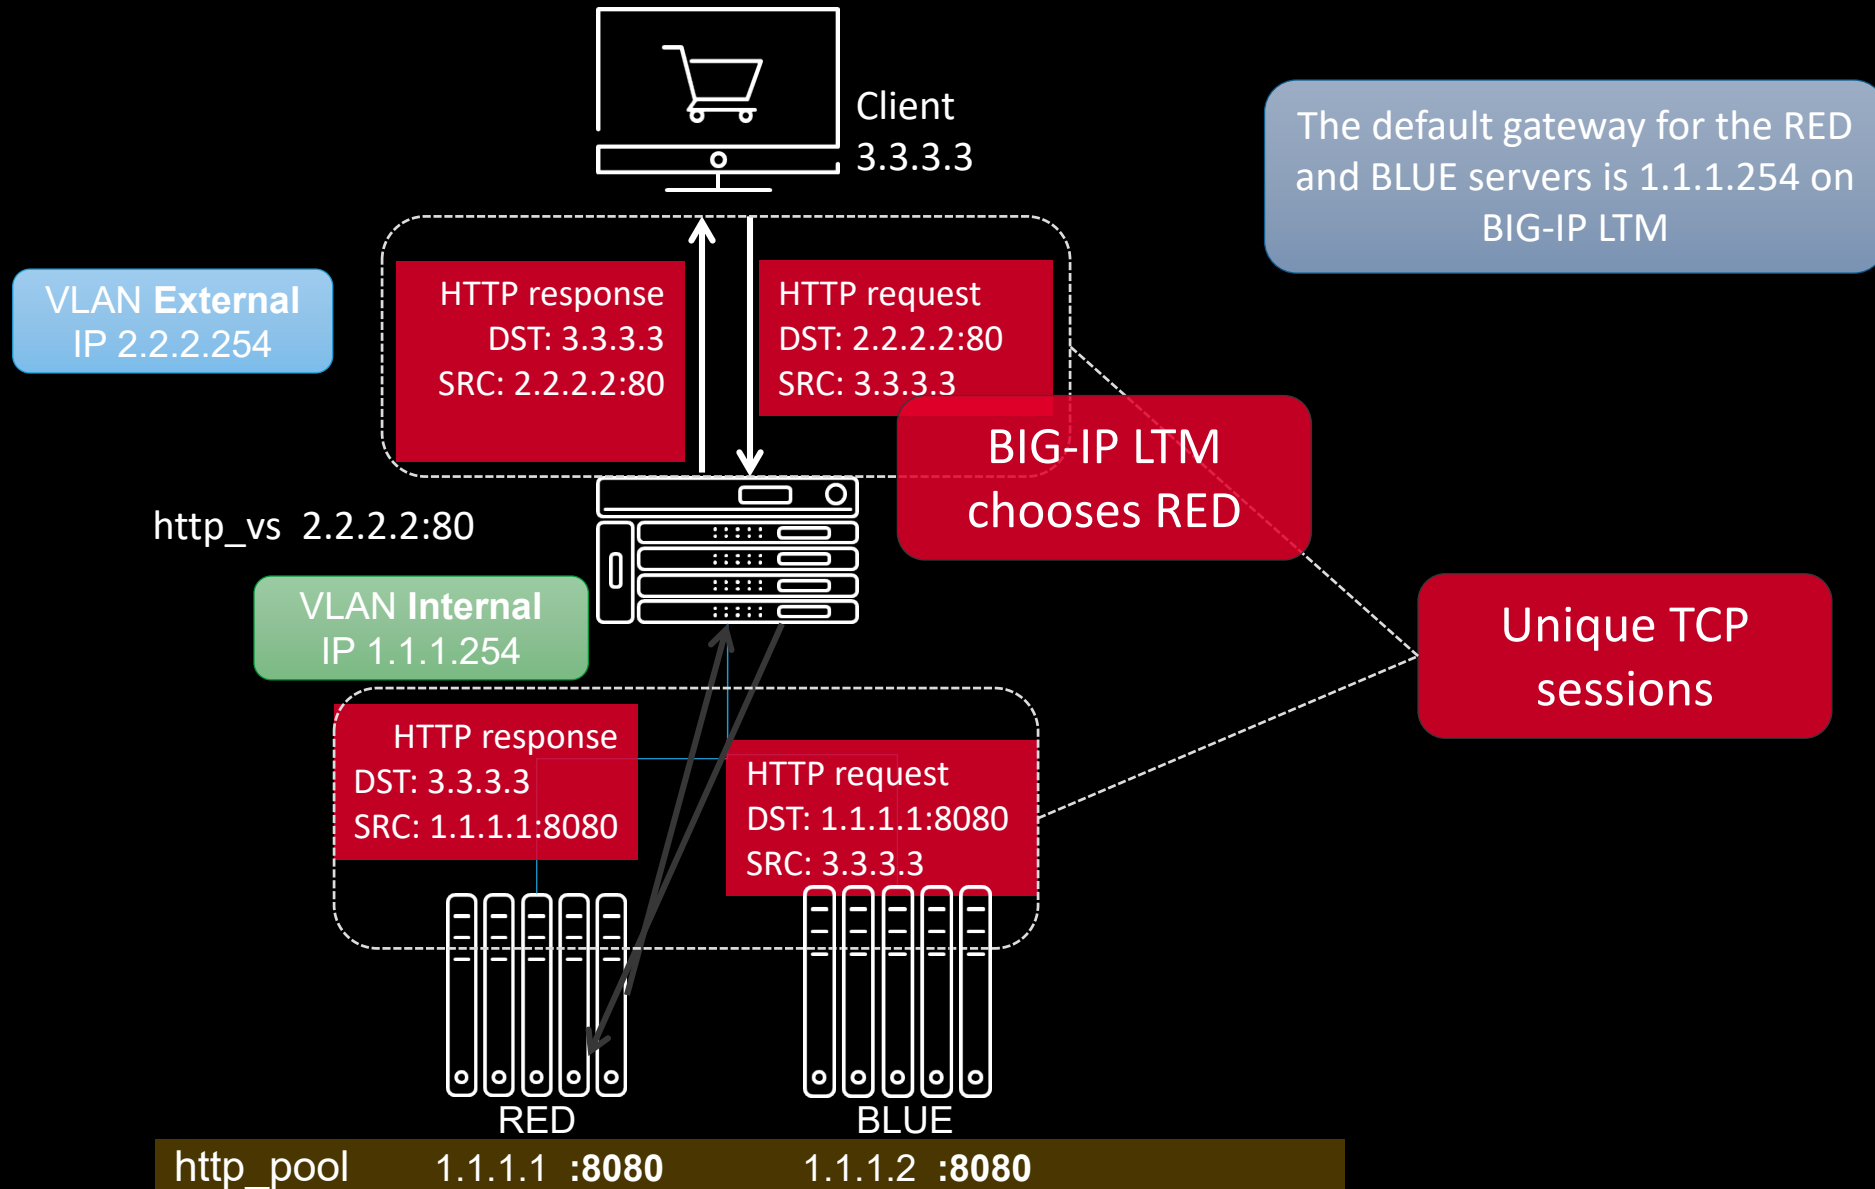 Client
3.3.3.3
The default gateway for the RED
and BLUE servers is 1.1.1.254 on
BIG-IP LTM
VLAN External
IP 2.2.2.254
HTTP response
DST: 3.3.3.3
SRC: 2.2.2.2:80
HTTP request
DST: 2.2.2.2:80
SRC: 3.3.3.3
BIG-IP LTM
chooses RED
http_vs 2.2.2.2:80
VLAN Internal
IP 1.1.1.254
Unique TCP
sessions
HTTP response
DST: 3.3.3.3
SRC: 1.1.1.1:8080
HTTP request
DST: 1.1.1.1:8080
SRC: 3.3.3.3
RED
BLUE
http_pool 1.1.1.1 :8080 1.1.1.2 :8080